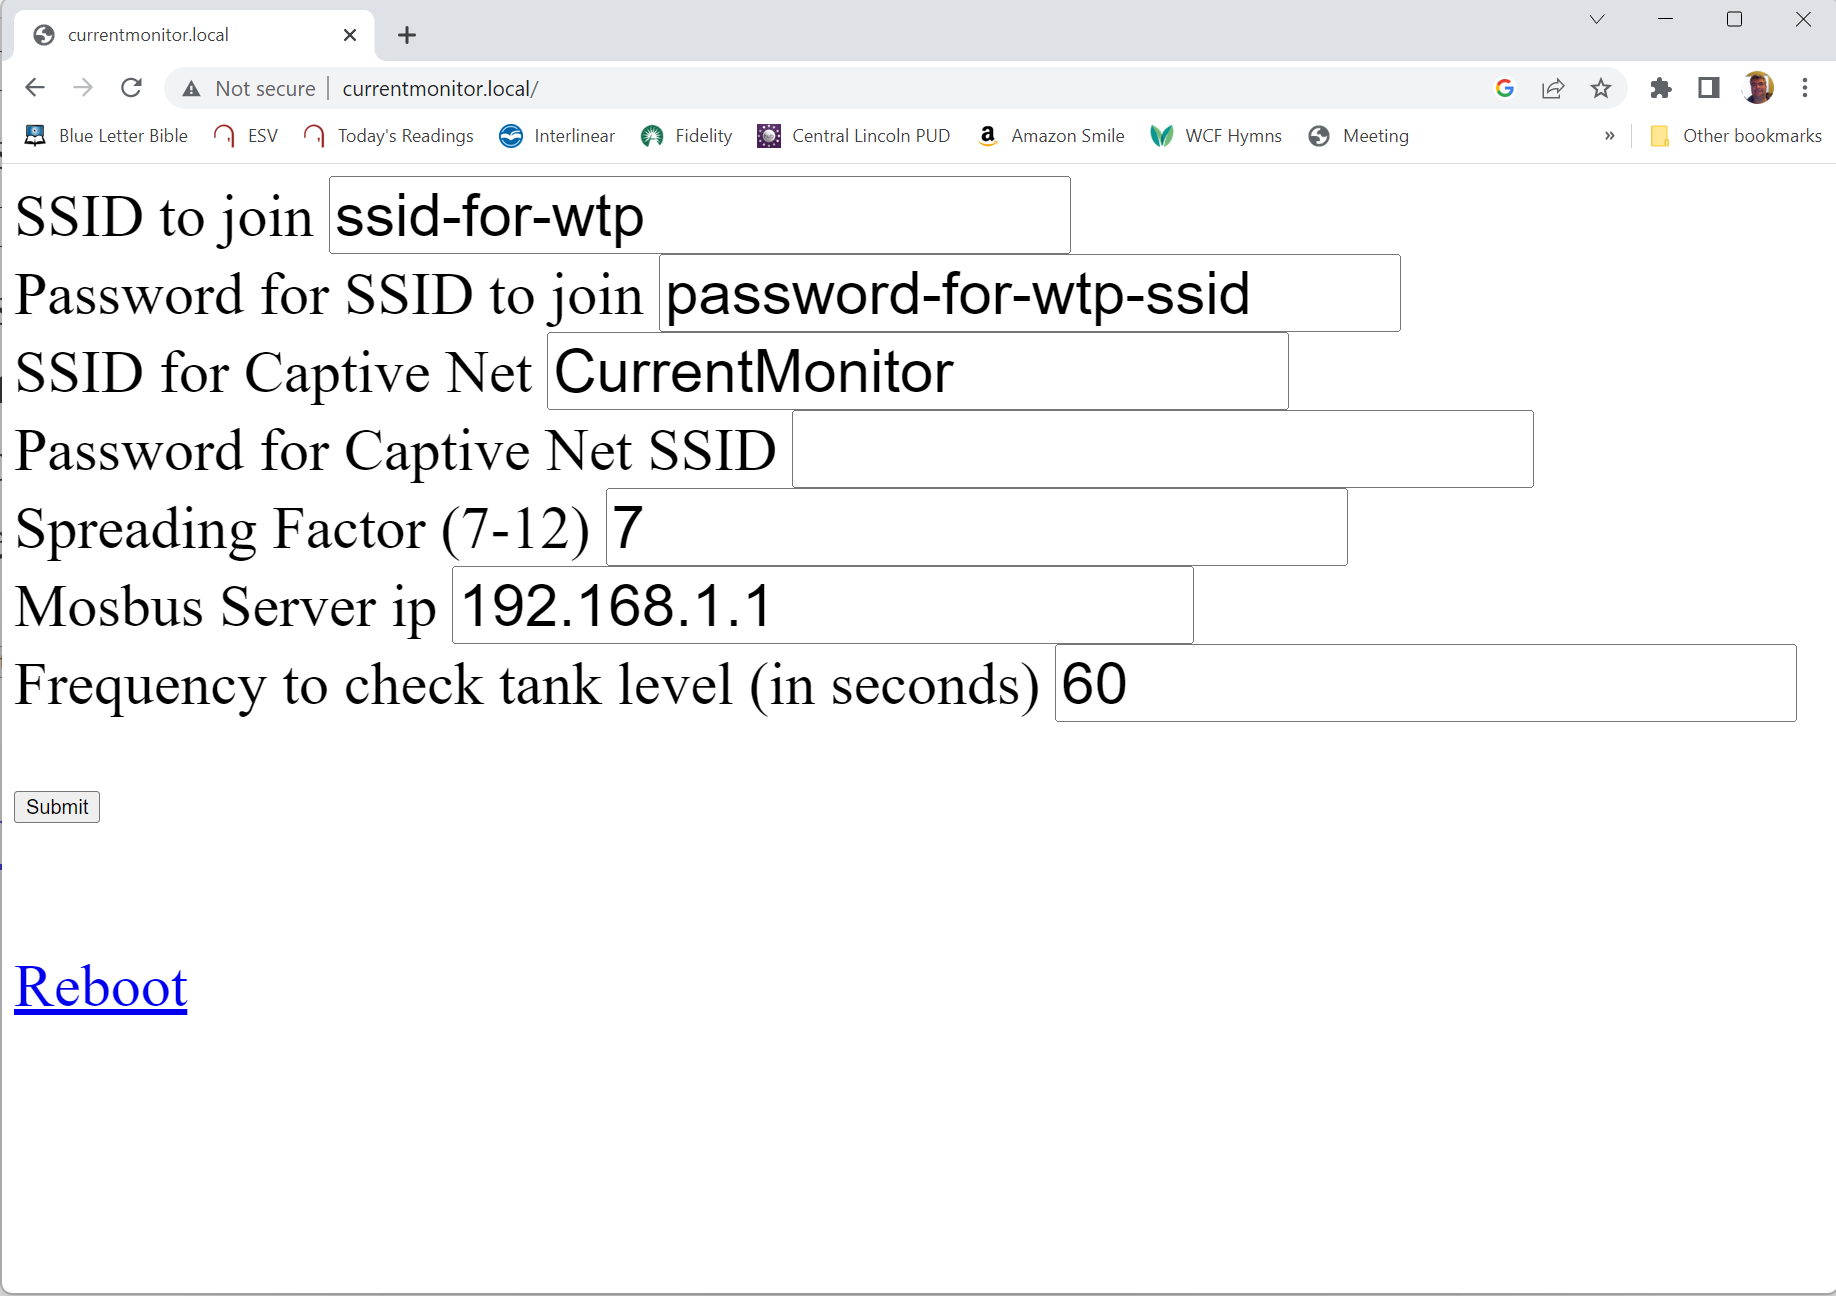 currentmonitor.local
Not secure currentmonitor.local/
Blue Letter Bible ESV Today's Readings Interlinear Fidelity Central Lincoln PUD Amazon Smile WCF Hymns Meeting » Other bookmarks
SSID to join ssid-for-wtp
Password for SSID to join password-for-wtp-ssid
SSID for Captive Net CurrentMonitor
Password for Captive Net SSID
Spreading Factor (7-12) 7
Mosbus Server ip 192.168.1.1
Frequency to check tank level (in seconds) 60
Submit
Reboot